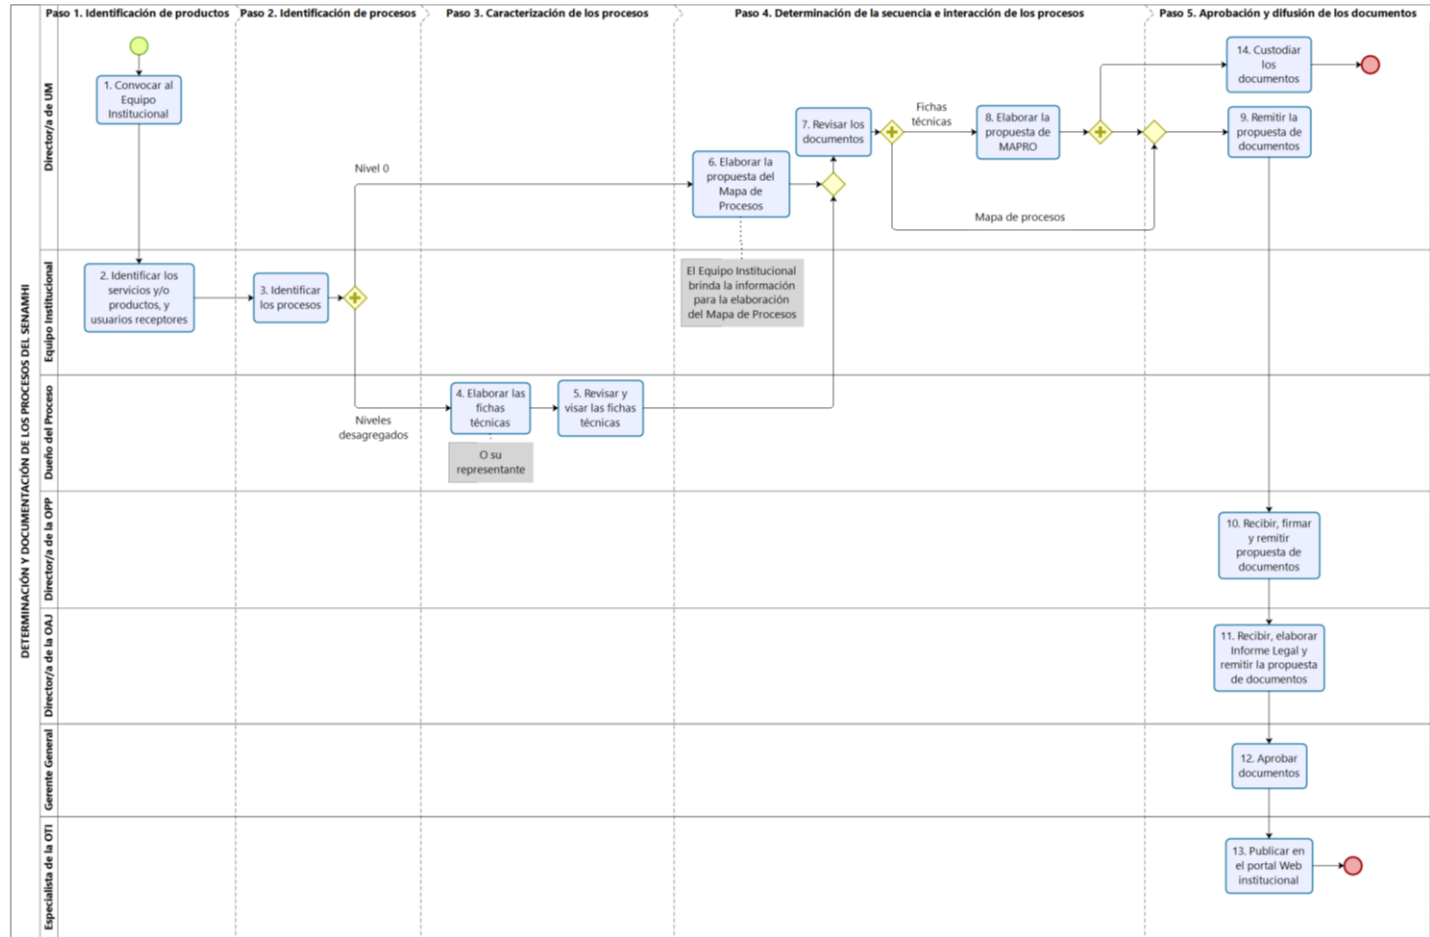 Paso 1. Identificación de productos
Paso 2. Identificación de procesos
Paso 3. Caracterización de los procesos
Paso 4. Determinación de la secuencia e interacción de los procesos
Paso 5. Aprobación y difusión de los documentos
DETERMINACIÓN Y DOCUMENTACIÓN DE LOS PROCESOS DEL SENAMHI
Director/a de UM
1. Convocar al
Equipo
Institucional
Nivel 0
6. Elaborar la
propuesta del
Mapa de
Procesos
7. Revisar los
documentos
Fichas
técnicas
8. Elaborar la
propuesta de
MAPRO
Mapa de procesos
14. Custodiar
los
documentos
9. Remitir la
propuesta de
documentos
Equipo Institucional
2. Identificar los
servicios y/o
productos, y
usuarios receptores
3. Identificar
los procesos
El Equipo Institucional
brinda la información
para la elaboración
del Mapa de Procesos
Dueño del Proceso
Niveles
desagregados
4. Elaborar las
fichas
técnicas
O su
representante
5. Revisar y
visar las fichas
técnicas
Director/a de la OPP
10. Recibir, firmar
y remitir
propuesta de
documentos
Director/a de la OAJ
11. Recibir, elaborar
Informe Legal y
remitir la propuesta
de documentos
Gerente General
12. Aprobar
documentos
Especialista de la OTI
13. Publicar en
el portal Web
institucional